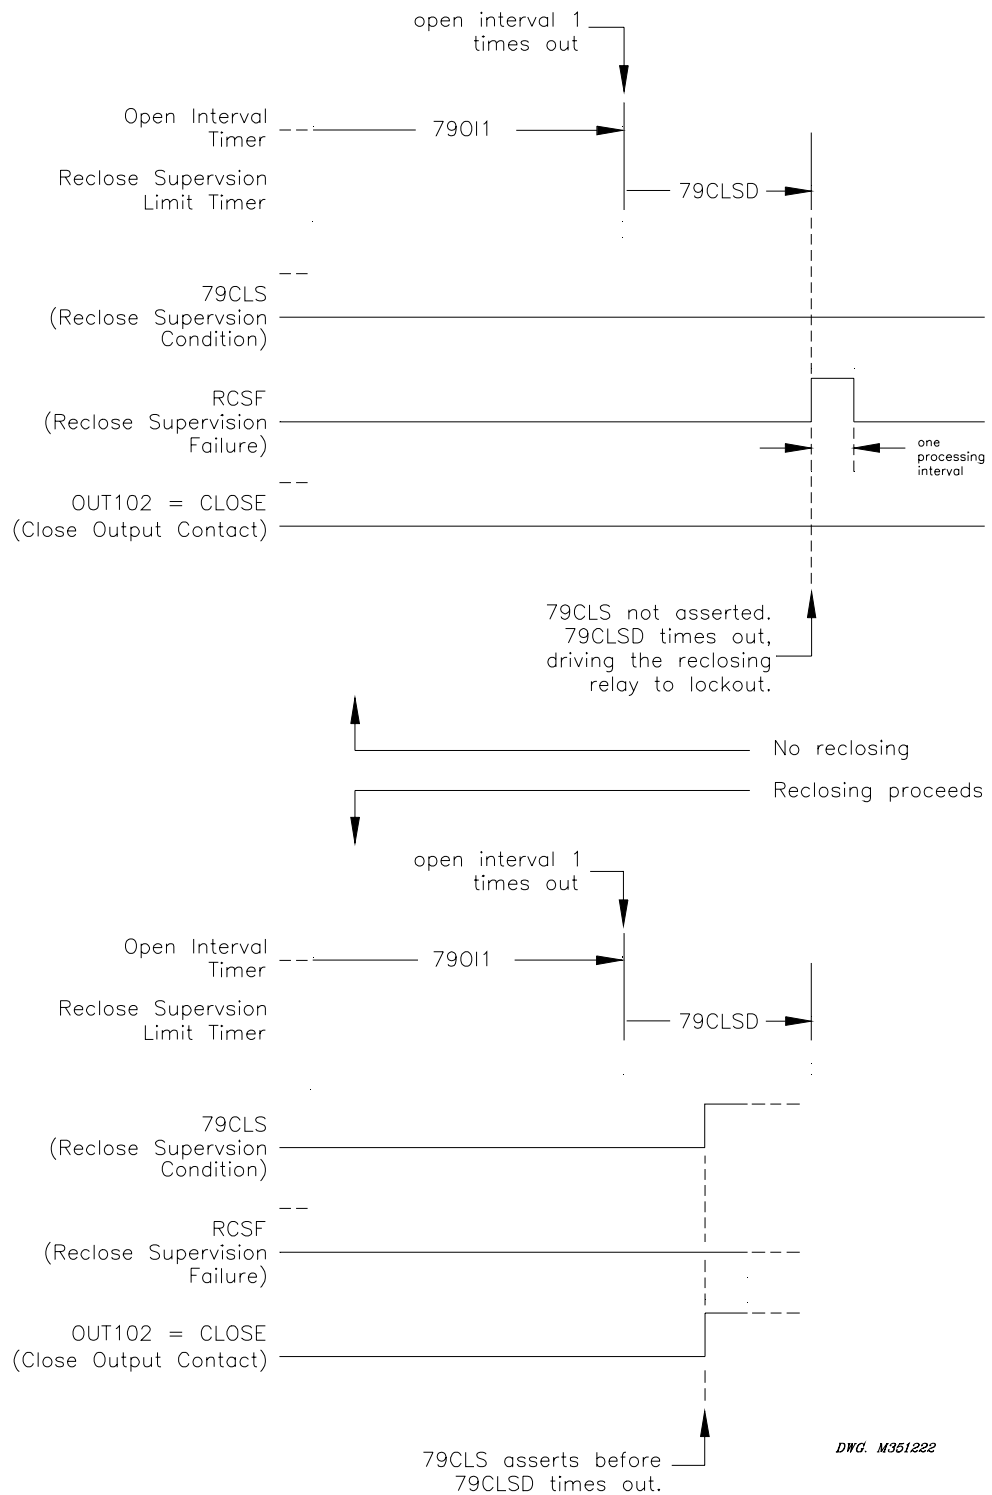 open interval 1
times out
Open Interval
Timer
79OI1
Reclose Supervsion
Limit Timer
79CLSD
79CLS
(Reclose Supervsion
Condition)
RCSF
(Reclose Supervision
Failure)
one
processing
interval
OUT102 = CLOSE
(Close Output Contact)
79CLS not asserted.
79CLSD times out,
driving the reclosing
relay to lockout.
No reclosing
Reclosing proceeds
open interval 1
times out
Open Interval
Timer
79OI1
Reclose Supervsion
Limit Timer
79CLSD
79CLS
(Reclose Supervsion
Condition)
RCSF
(Reclose Supervision
Failure)
OUT102 = CLOSE
(Close Output Contact)
79CLS asserts before
79CLSD times out.
DWG. M351222